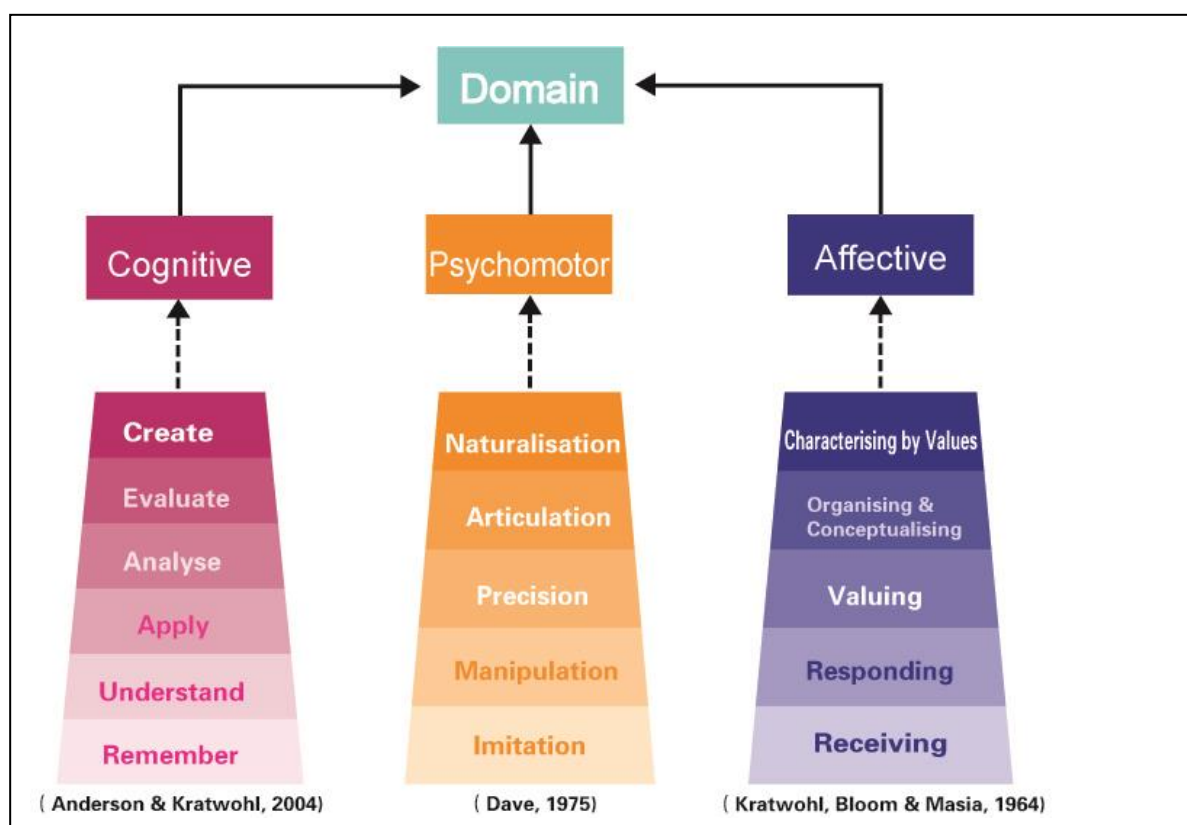 Domain
Cognitive
Psychomotor
Affective
Create
Evaluate
Analyse
Apply
Understand
Remember
( Anderson & Kratwohl, 2004)
Naturalisation
Articulation
Precision
Manipulation
Imitation
( Dave, 1975)
Characterising by Values
Organising &
Conceptualising
Valuing
Responding
Receiving
( Kratwohl, Bloom & Masia, 1964)